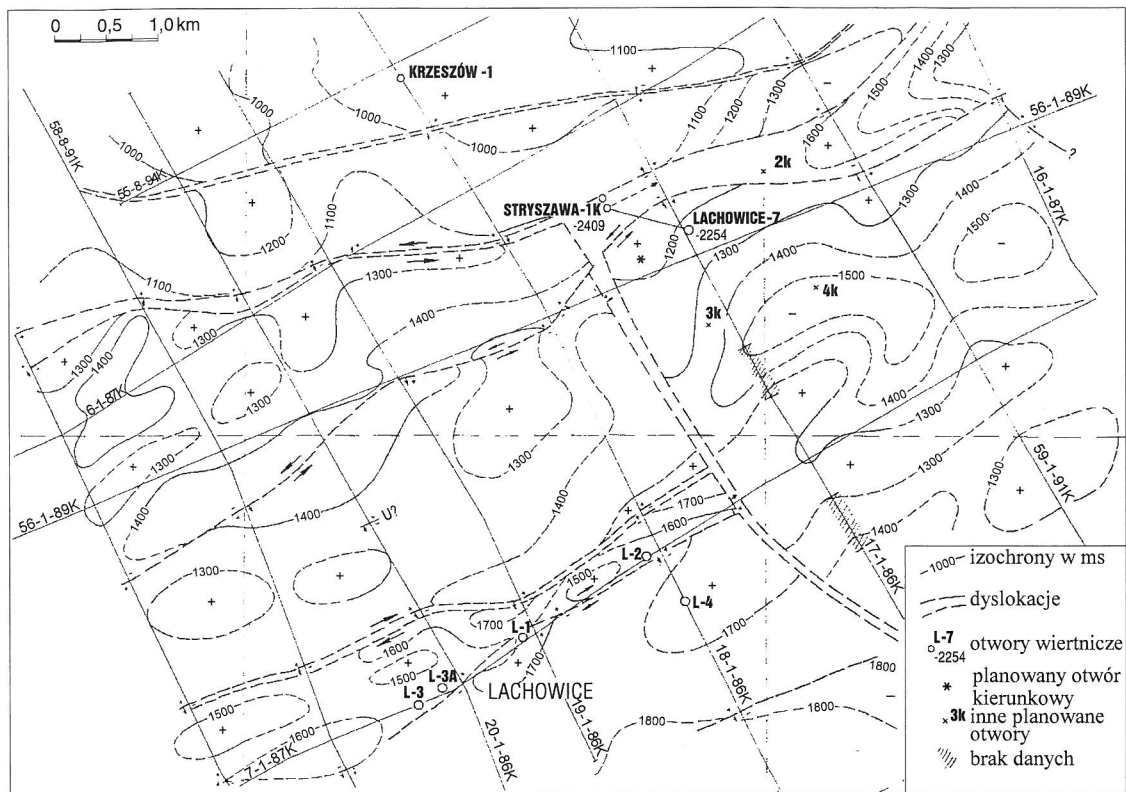 0 0,5 1,0 km
KRZESZÓW -1
1100
1300
1400
1300
1500
56-1-89K
58-8-91K
1000
1000
55-8-94K
1000
1100
1200
1300
1600
2k
?
16-1-87K
STRYSZAWA-1K
-2409
LACHOWICE-7
-2254
1200
1100
1200
1300
1400
1500
1100
1300
1400
1500
4k
3k
1300
1400
1300
6-1-87K
1300
1400
1300
1300
1300
56-1-89K
1400
1400
1400
1300
59-1-91K
U?
1300
1700
1600
L-2
1400
17-1-86K
1500
L-4
1700
L-1
1700
1600
1500
L-3A
L-3
1700
LACHOWICE
18-1-86K
1800
1800
1500
1600
7-1-87K
20-1-86K
19-1-86K
1000 izochrony w ms
dyslokacje
L-7
-2254
otwory wiertnicze
planowany otwór
kierunkowy
3k inne planowane
otwory
brak danych